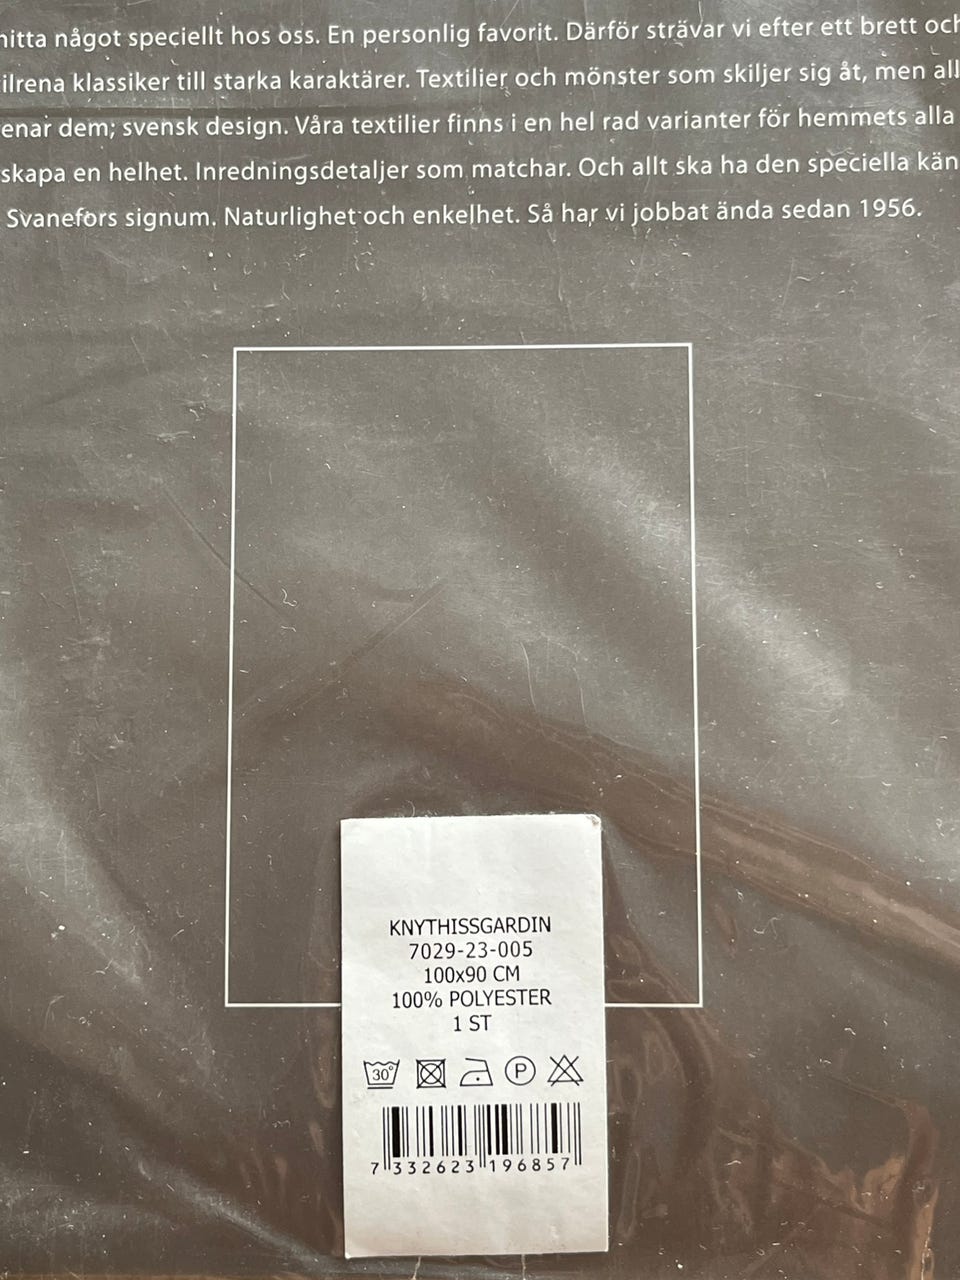 hitta något speciellt hos oss. En personlig favorit. Därför strävar vi efter ett brett och
ilrena klassiker till starka karaktärer. Textilier och mönster som skiljer sig åt, men all
enar dem; svensk design. Våra textilier finns i en hel rad varianter för hemmets alla
skapa en helhet. Inredningsdetaljer som matchar. Och allt ska ha den speciella kän
Svanefors signum. Naturlighet och enkelhet. Så har vi jobbat ända sedan 1956.
KNYTHISSGARDIN
7029-23-005
100x90 CM
100% POLYESTER
1 ST
30° P
7 332623 196857